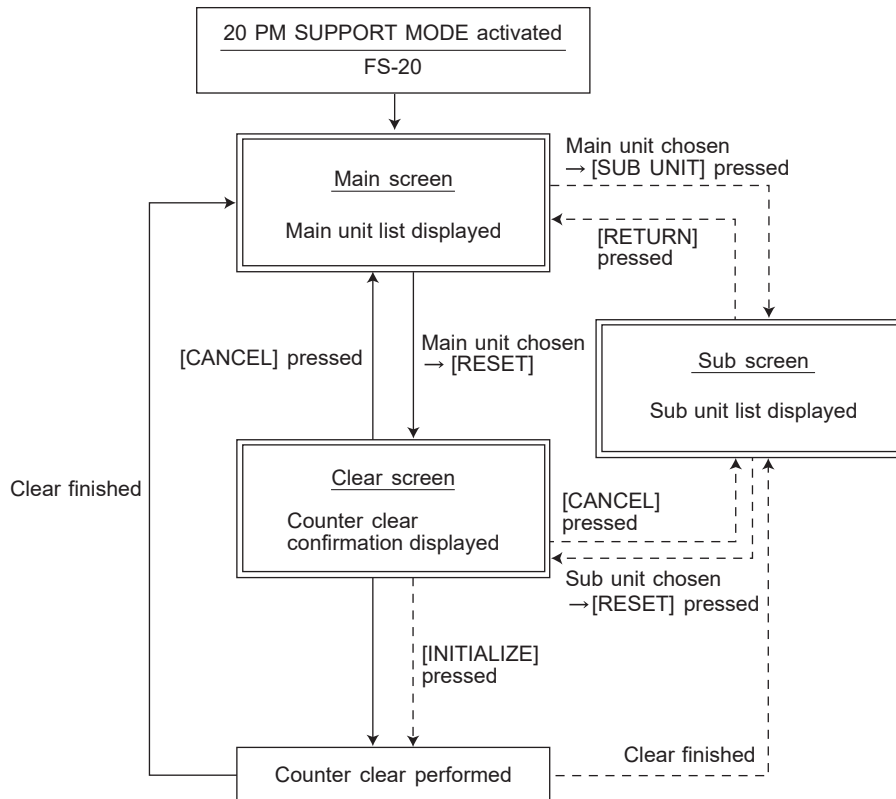 20 PM SUPPORT MODE activated
FS-20
Main screen
Main unit list displayed
Main unit chosen
→ [SUB UNIT] pressed
[RETURN]
pressed
[CANCEL] pressed
Main unit chosen
→ [RESET]
Sub screen
Sub unit list displayed
Clear screen
Counter clear
confirmation displayed
Clear finished
[CANCEL]
pressed
Sub unit chosen
→[RESET] pressed
[INITIALIZE]
pressed
Clear finished
Counter clear performed